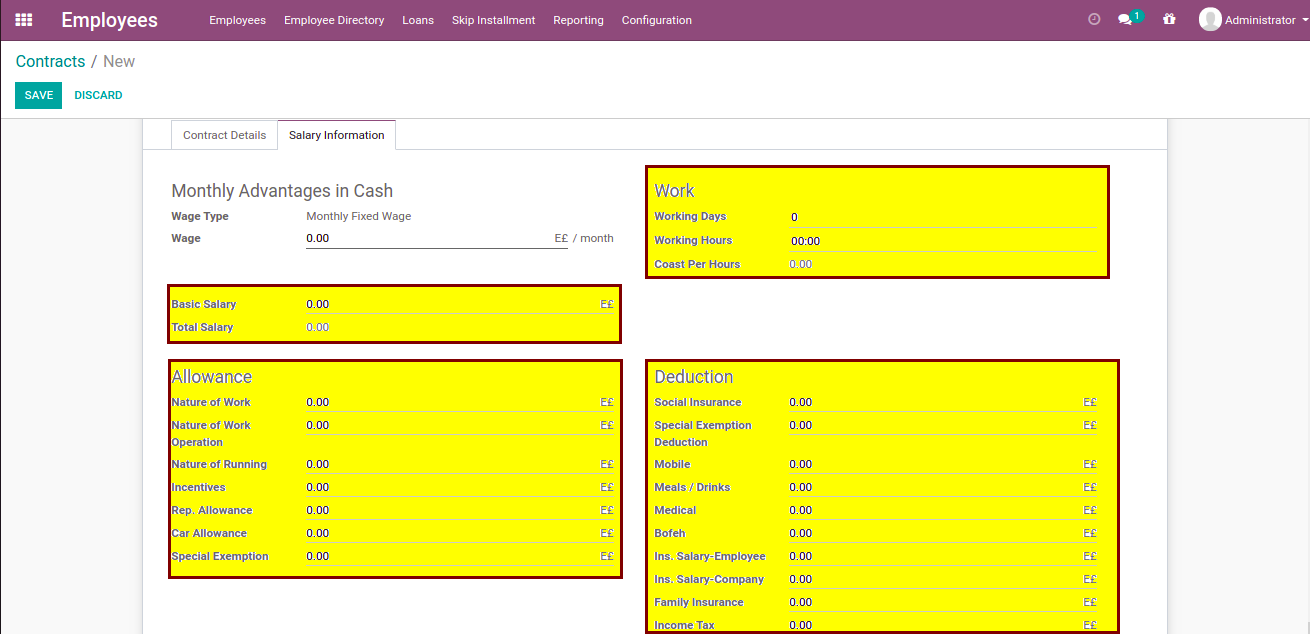 Employees
Employees Employee Directory Loans Skip Installment Reporting Configuration
1
Administrator
Contracts / New
SAVE DISCARD
Contract Details Salary Information
Monthly Advantages in Cash
Wage Type Monthly Fixed Wage
Wage 0.00 E£ / month
Work
Working Days 0
Working Hours 00:00
Coast Per Hours 0.00
Basic Salary 0.00 E£
Total Salary 0.00
Allowance
Nature of Work 0.00 E£
Nature of Work 0.00 E£
Operation
Nature of Running 0.00 E£
Incentives 0.00 E£
Rep. Allowance 0.00 E£
Car Allowance 0.00 E£
Special Exemption 0.00 E£
Deduction
Social Insurance 0.00 E£
Special Exemption 0.00 E£
Deduction
Mobile 0.00 E£
Meals / Drinks 0.00 E£
Medical 0.00 E£
Bofeh 0.00 E£
Ins. Salary-Employee 0.00 E£
Ins. Salary-Company 0.00 E£
Family Insurance 0.00 E£
Income Tax 0.00 E£